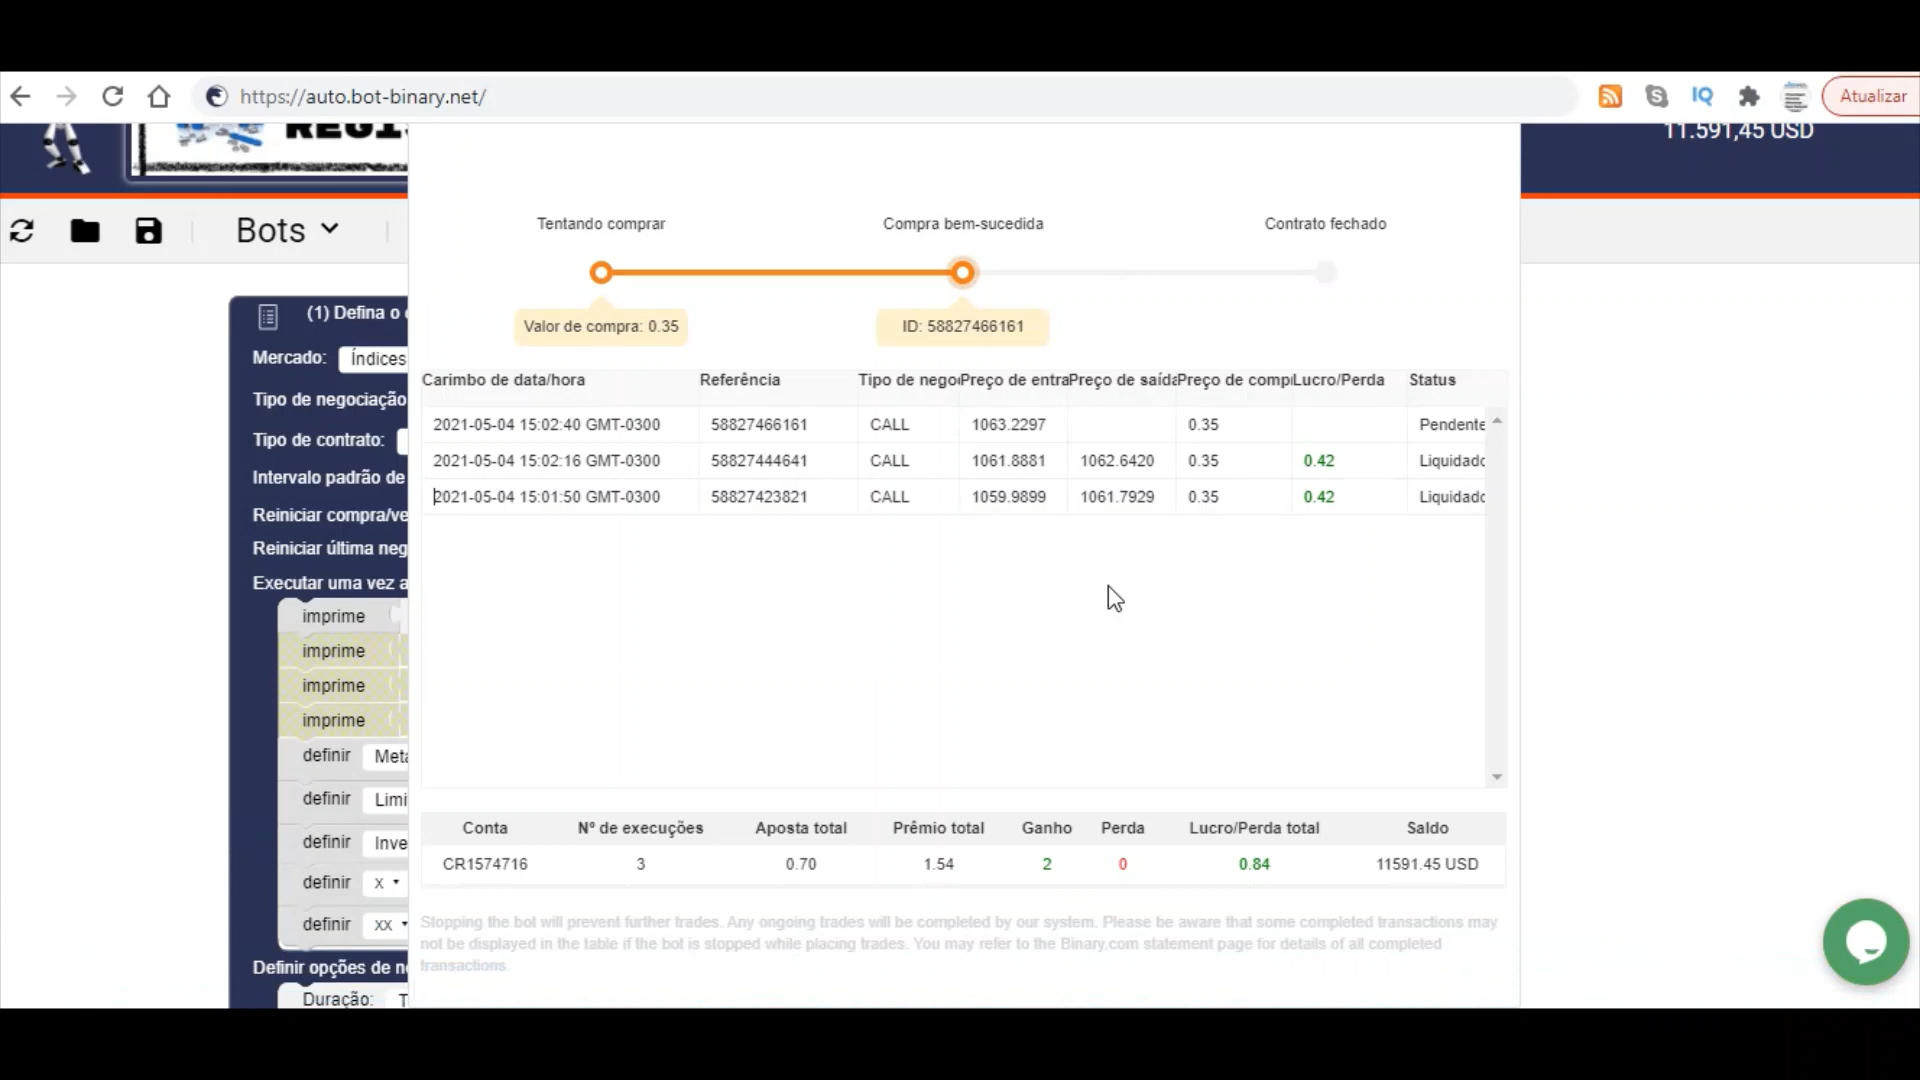 https://auto.bot-binary.net/
IQ
Atualizar
11.591,45 USD
Bots
Tentando comprar
Compra bem-sucedida
Contrato fechado
Valor de compra: 0.35
ID: 58827466161
(1) Defina o
Mercado: Índices
Tipo de negociação
Tipo de contrato:
Intervalo padrão de
Reiniciar compra/ve
Reiniciar última neg
Executar uma vez a
imprime
imprime
imprime
imprime
definir Meta
definir Limi
definir Inve
definir x
definir xx
Definir opções de n
Duração: T
Carimbo de data/hora Referência Tipo de nego Preço de entra Preço de saída Preço de comp Lucro/Perda Status
2021-05-04 15:02:40 GMT-0300 58827466161 CALL 1063.2297 0.35 Pendente
2021-05-04 15:02:16 GMT-0300 58827444641 CALL 1061.8881 1062.6420 0.35 0.42 Liquidado
2021-05-04 15:01:50 GMT-0300 58827423821 CALL 1059.9899 1061.7929 0.35 0.42 Liquidado
Conta Nº de execuções Aposta total Prêmio total Ganho Perda Lucro/Perda total Saldo
CR1574716 3 0.70 1.54 2 0 0.84 11591.45 USD
Stopping the bot will prevent further trades. Any ongoing trades will be completed by our system. Please be aware that some completed transactions may
not be displayed in the table if the bot is stopped while placing trades. You may refer to the Binary.com statement page for details of all completed
transactions.